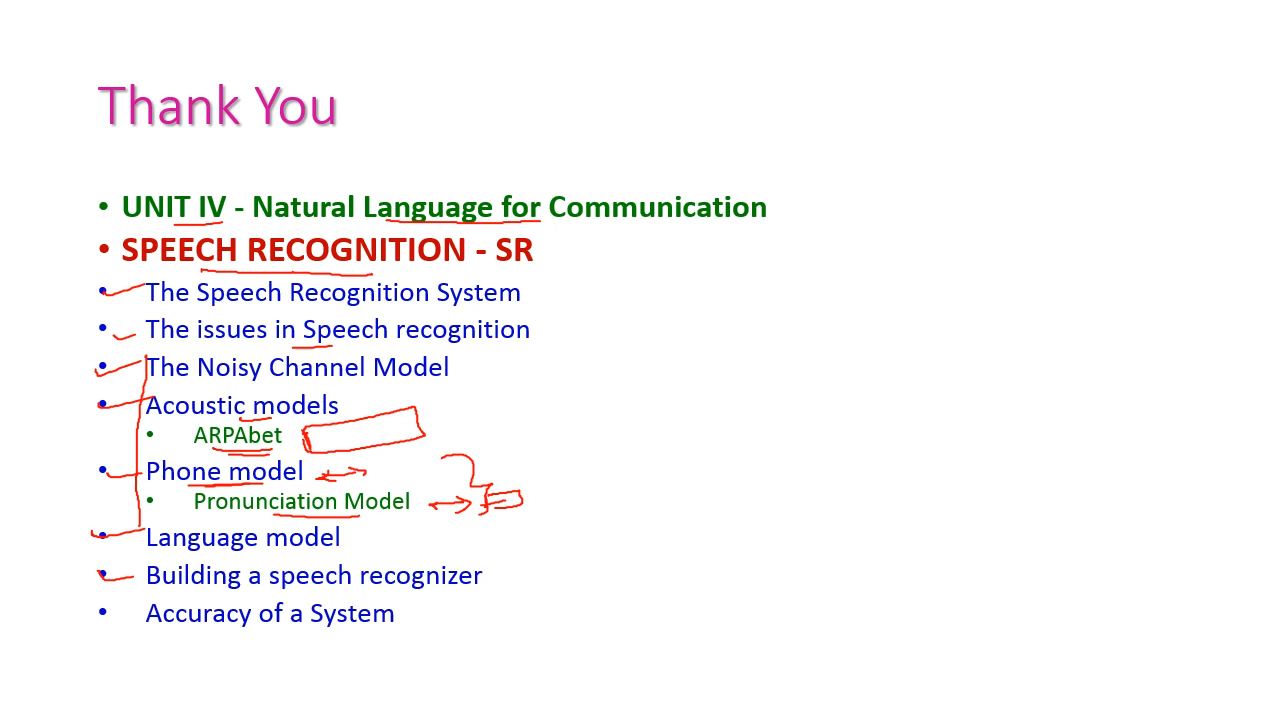 Thank You
• UNIT IV - Natural Language for Communication
• SPEECH RECOGNITION - SR
• The Speech Recognition System
• The issues in Speech recognition
• The Noisy Channel Model
• Acoustic models
• ARPAbet
• Phone model
• Pronunciation Model
• Language model
• Building a speech recognizer
• Accuracy of a System